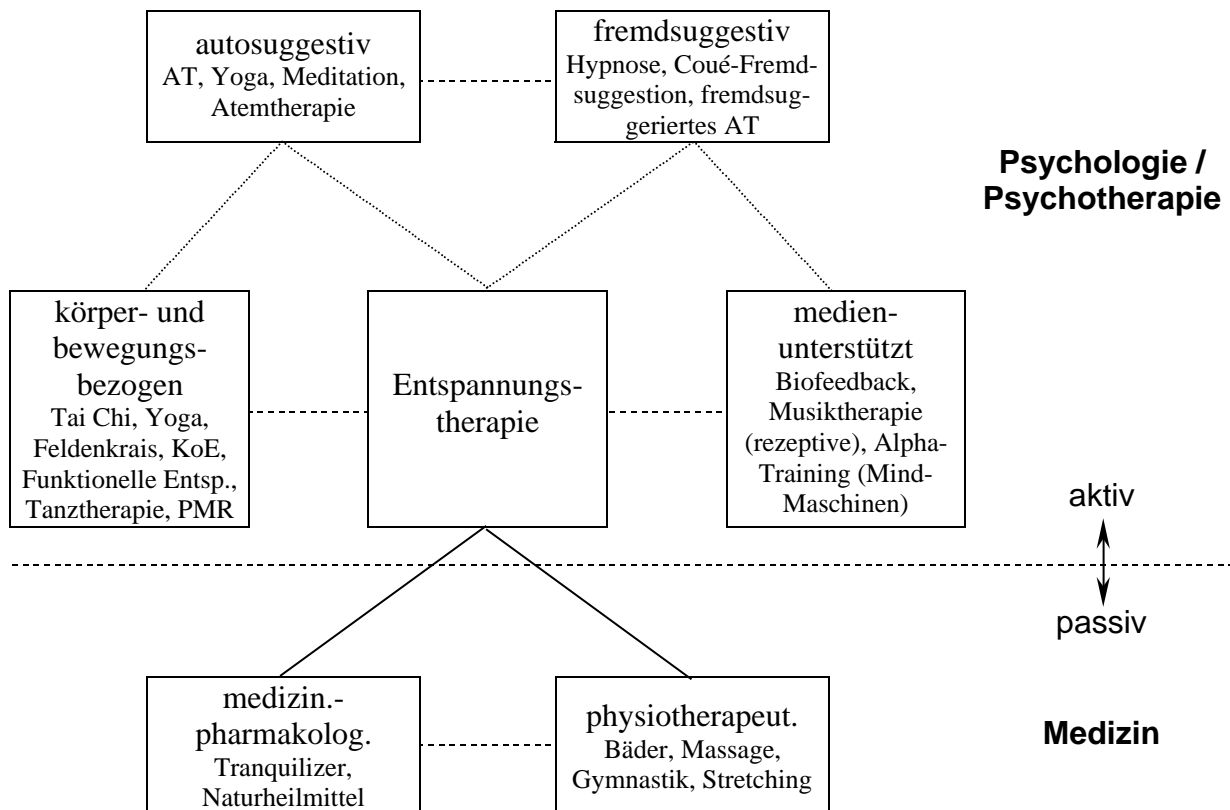 autosuggestiv
AT, Yoga, Meditation,
Atemtherapie
fremdsuggestiv
Hypnose, Coué-Fremd-
suggestion, fremdsug-
geriertes AT
Psychologie /
Psychotherapie
körper- und
bewegungs-
bezogen
Tai Chi, Yoga,
Feldenkrais, KoE,
Funktionelle Entsp.,
Tanztherapie, PMR
Entspannungs-
therapie
medien-
unterstützt
Biofeedback,
Musiktherapie
(rezeptive), Alpha-
Training (Mind-
Maschinen)
aktiv
passiv
medizin.-
pharmakolog.
Tranquilizer,
Naturheilmittel
physiotherapeut.
Bäder, Massage,
Gymnastik, Stretching
Medizin